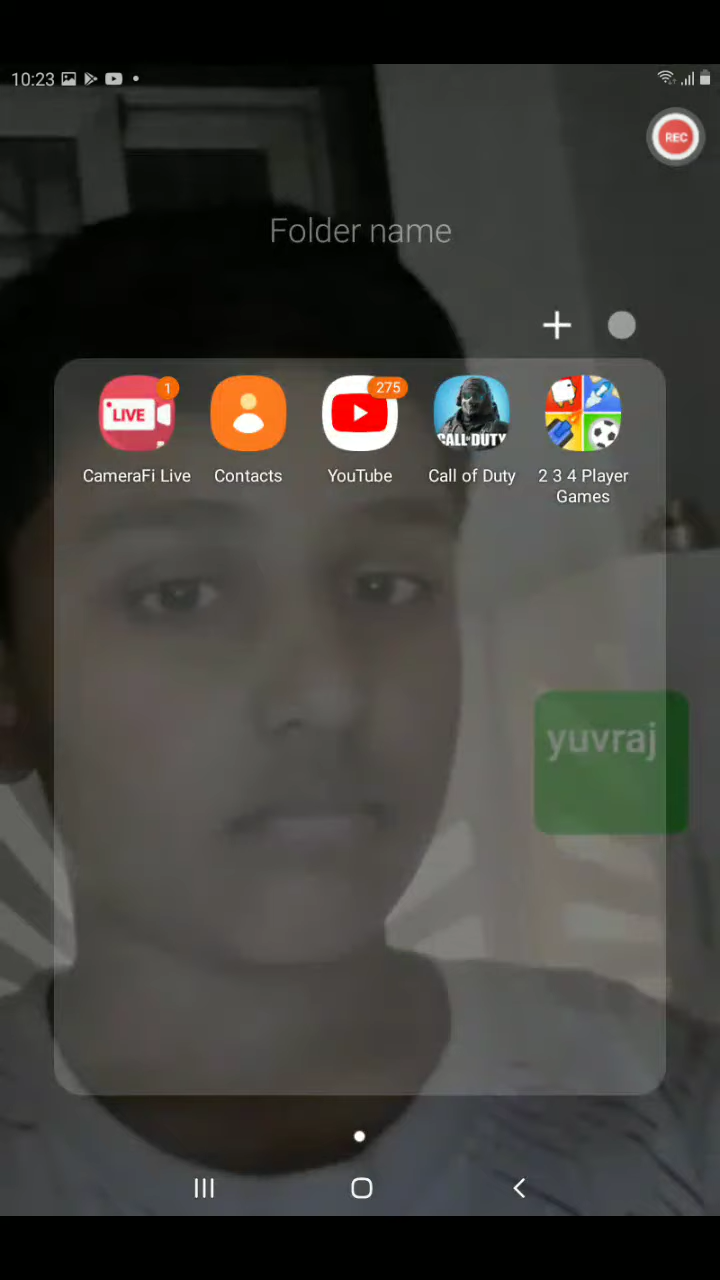 10:23
REC
Folder name
1
275
LIVE
CALL OF DUTY
CameraFi Live
Contacts
YouTube
Call of Duty
2 3 4 Player
Games
yuvraj